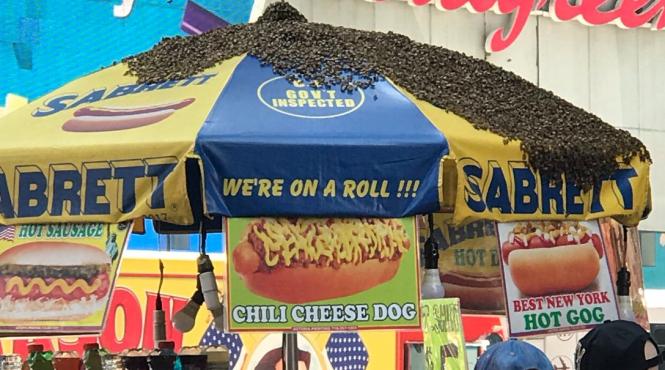 Walgreens
SABRETT
GOV'T
INSPECTED
SABRETT
WE'RE ON A ROLL !!!
SABRETT
HOT SAUSAGE
CHILI CHEESE DOG
BEST NEW YORK
HOT GOG